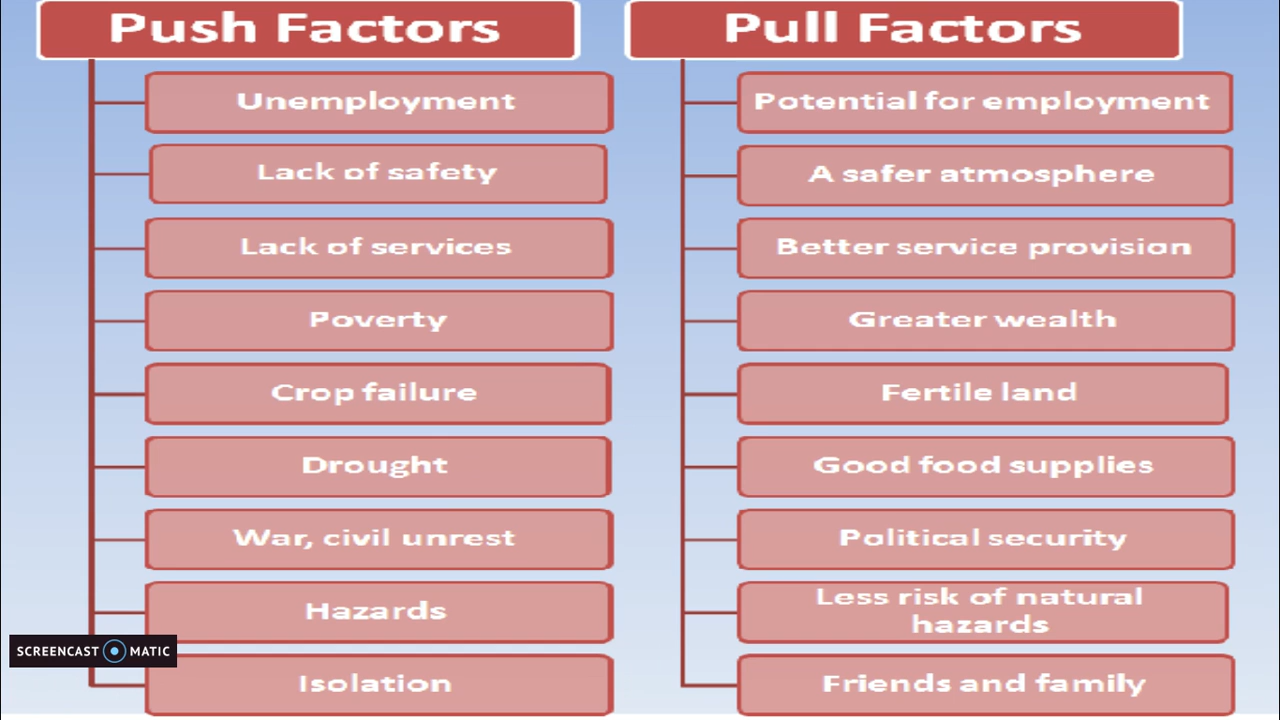 Push Factors
Unemployment
Lack of safety
Lack of services
Poverty
Crop failure
Drought
War, civil unrest
Hazards
Isolation
Pull Factors
Potential for employment
A safer atmosphere
Better service provision
Greater wealth
Fertile land
Good food supplies
Political security
Less risk of natural
hazards
Friends and family
SCREENCAST MATIC